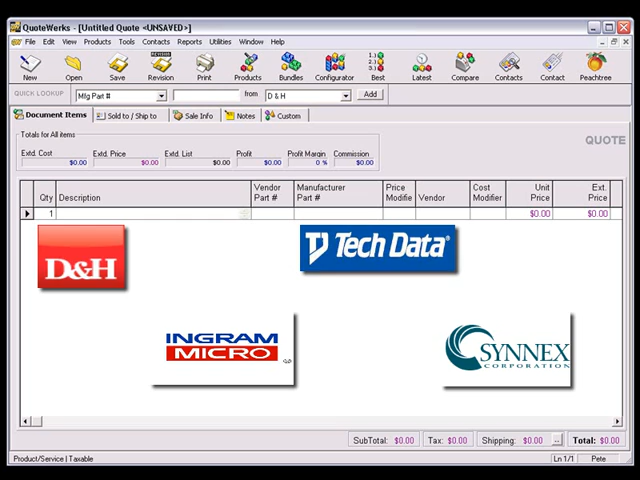 QuoteWerks - [Untitled Quote <UNSAVED>]
File Edit View Products Tools Contacts Reports Utilities Window Help
New Open Save Revision Print Products Bundles Configurator Best Latest Compare Contacts Contact Peachtree
QUICK LOOKUP Mfg Part # from D & H Add
Document Items Sold to / Ship to Sale Info Notes Custom
Totals for All items
QUOTE
Extd. Cost Extd. Price Extd. List Profit Profit Margin Commission
$0.00 $0.00 $0.00 $0.00 0 % $0.00
Qty Description Vendor Part # Manufacturer Part # Price Modifie Vendor Cost Modifier Unit Price Ext. Price
1 $0.00 $0.00
D&H
Tech Data
INGRAM
MICRO
SYNNEX
CORPORATION
SubTotal: $0.00 Tax: $0.00 Shipping: $0.00 ... Total: $0.00
Product/Service | Taxable Ln 1/1 Pete